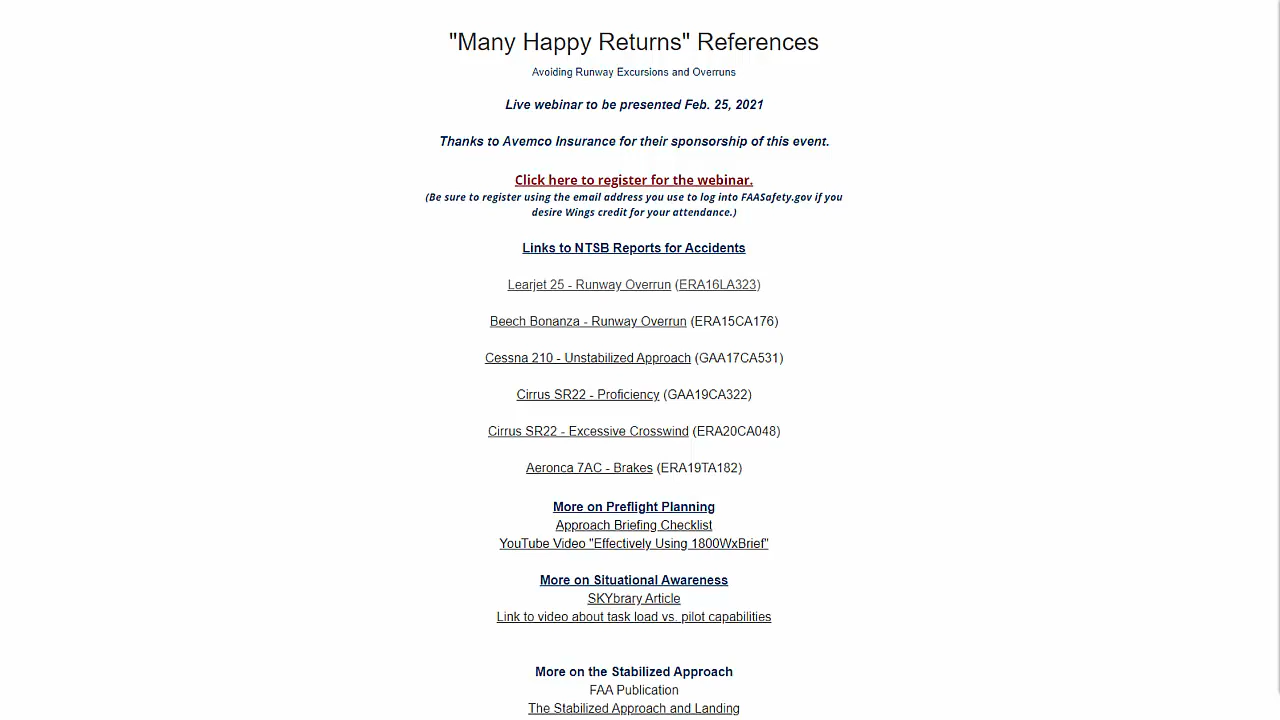 "Many Happy Returns" References
Avoiding Runway Excursions and Overruns
Live webinar to be presented Feb. 25, 2021
Thanks to Avemco Insurance for their sponsorship of this event.
Click here to register for the webinar.
(Be sure to register using the email address you use to log into FAASafety.gov if you
desire Wings credit for your attendance.)
Links to NTSB Reports for Accidents
Learjet 25 - Runway Overrun (ERA16LA323)
Beech Bonanza - Runway Overrun (ERA15CA176)
Cessna 210 - Unstabilized Approach (GAA17CA531)
Cirrus SR22 - Proficiency (GAA19CA322)
Cirrus SR22 - Excessive Crosswind (ERA20CA048)
Aeronca 7AC - Brakes (ERA19TA182)
More on Preflight Planning
Approach Briefing Checklist
YouTube Video "Effectively Using 1800WxBrief"
More on Situational Awareness
SKYbrary Article
Link to video about task load vs. pilot capabilities
More on the Stabilized Approach
FAA Publication
The Stabilized Approach and Landing